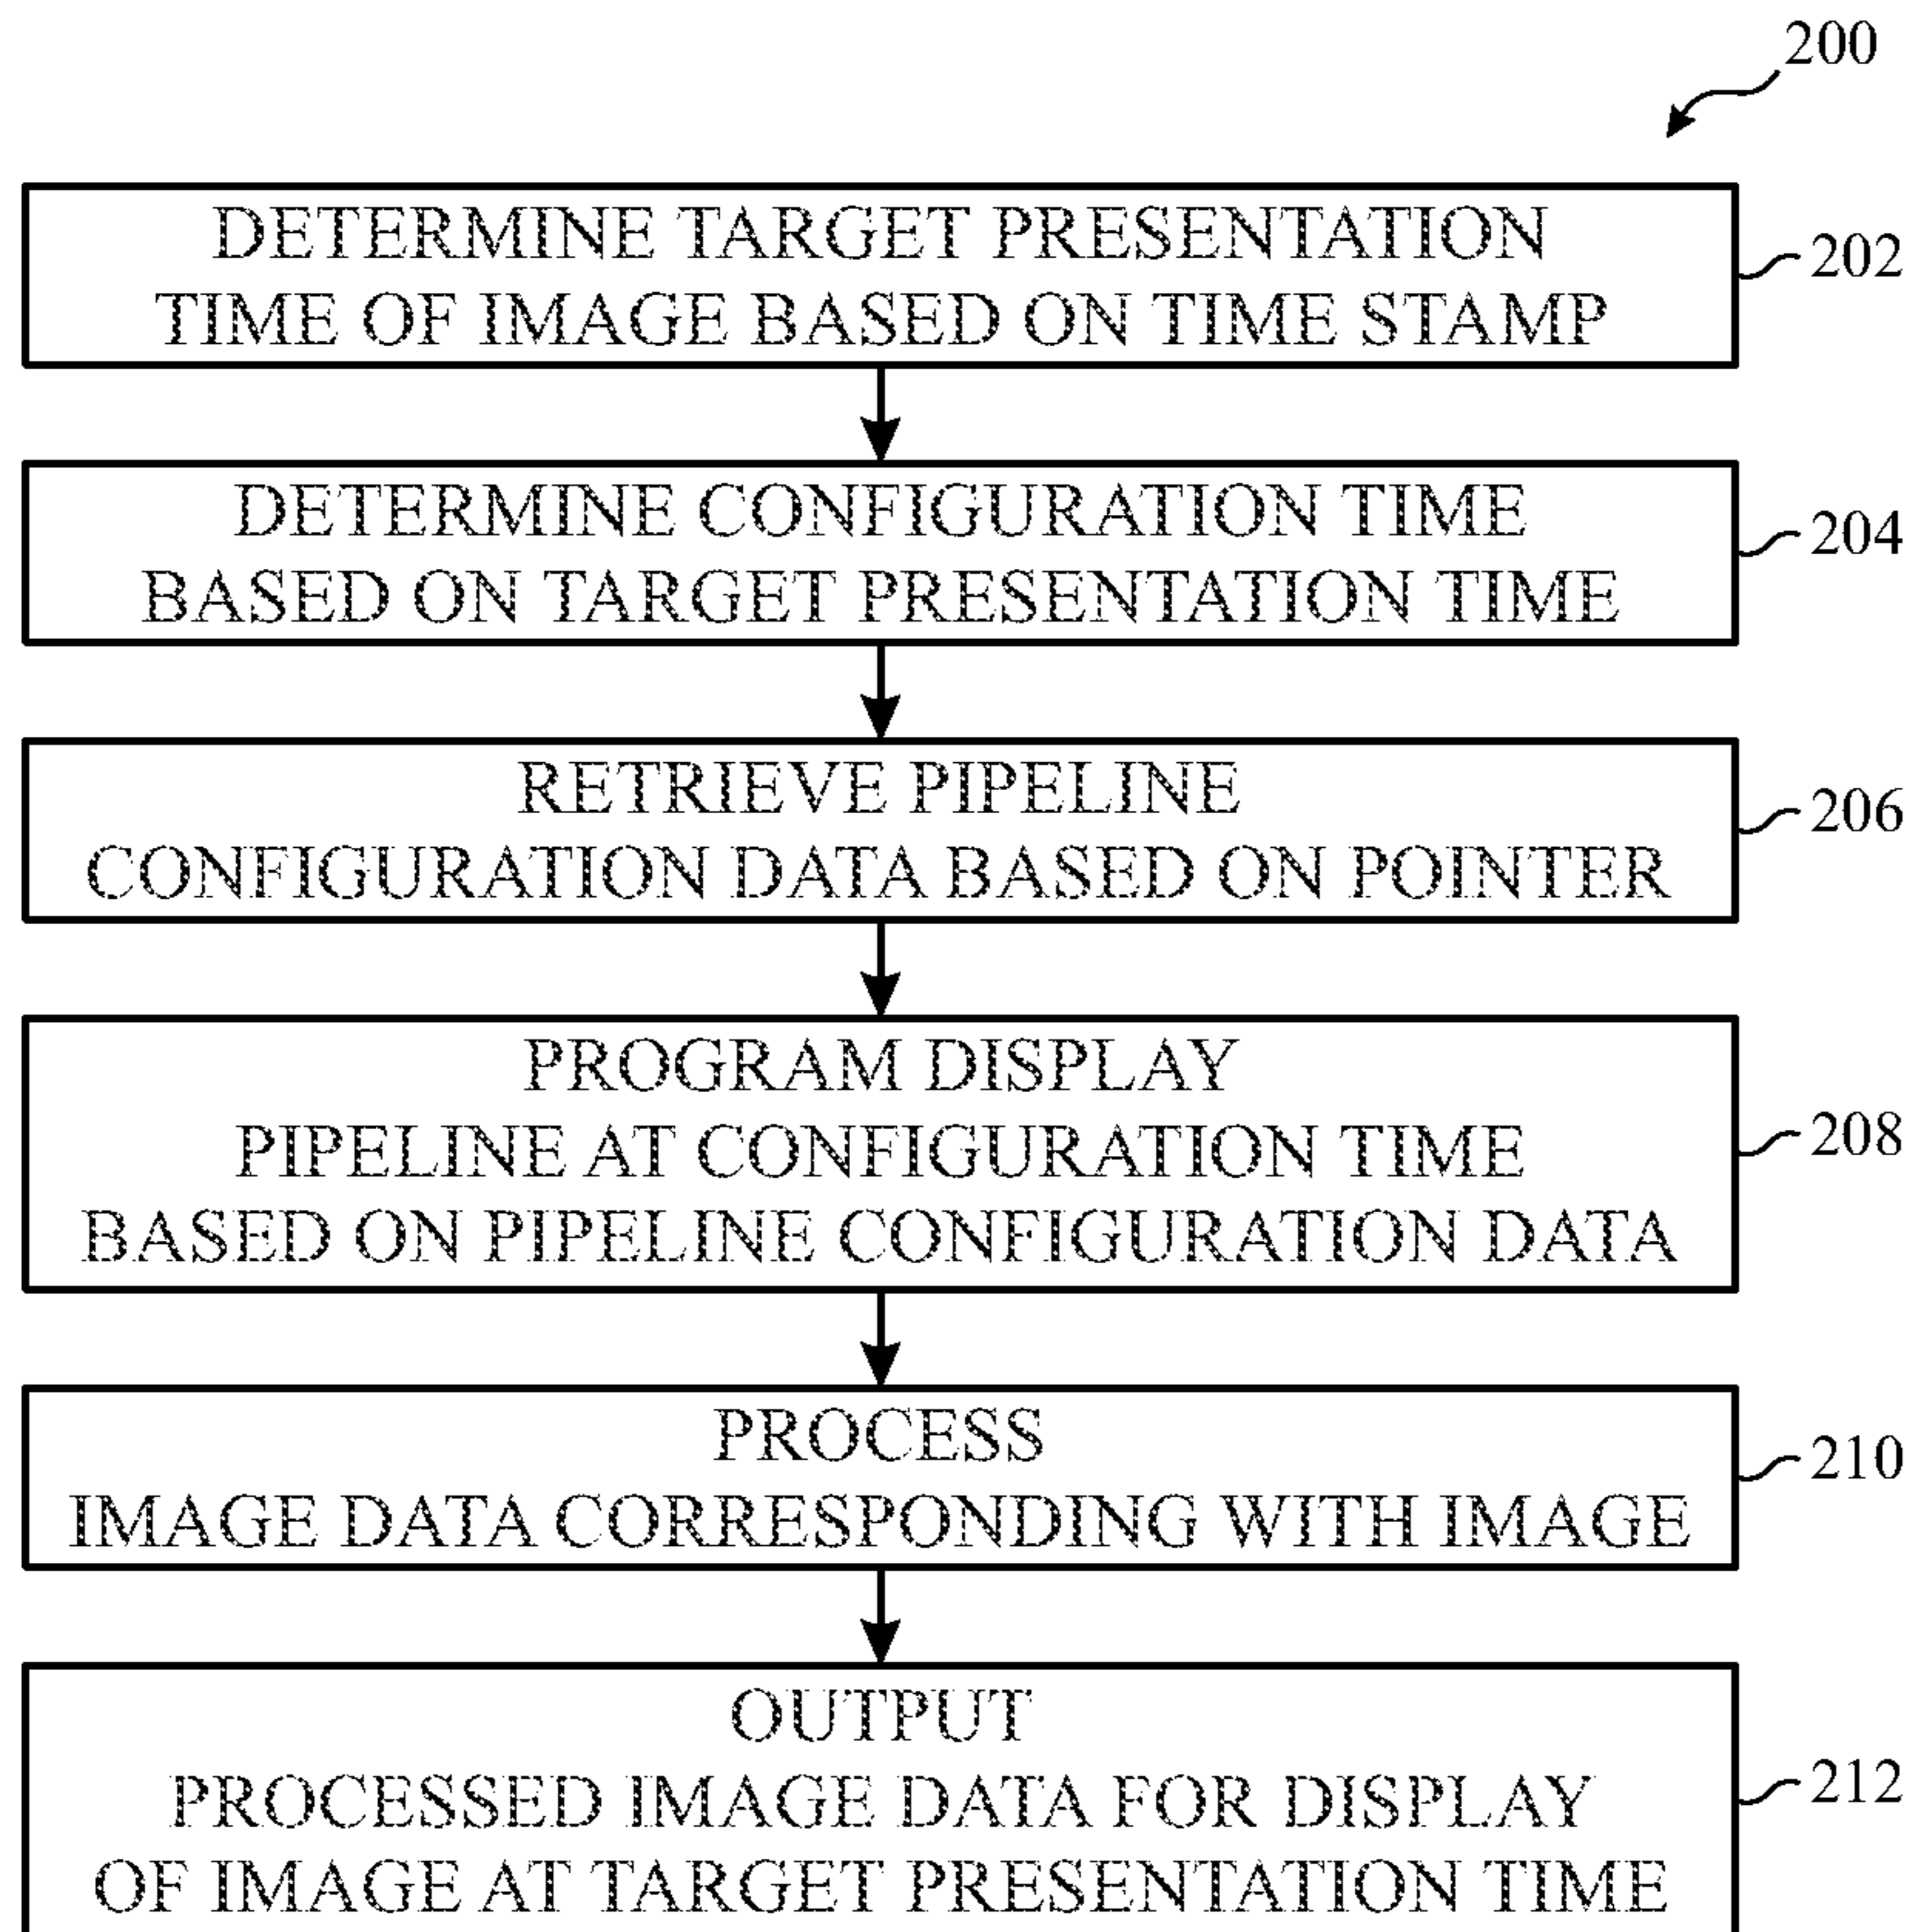 200
DETERMINE TARGET PRESENTATION
TIME OF IMAGE BASED ON TIME STAMP
202
DETERMINE CONFIGURATION TIME
BASED ON TARGET PRESENTATION TIME
204
RETRIEVE PIPELINE
CONFIGURATION DATA BASED ON POINTER
206
PROGRAM DISPLAY
PIPELINE AT CONFIGURATION TIME
BASED ON PIPELINE CONFIGURATION DATA
208
PROCESS
IMAGE DATA CORRESPONDING WITH IMAGE
210
OUTPUT
PROCESSED IMAGE DATA FOR DISPLAY
OF IMAGE AT TARGET PRESENTATION TIME
212